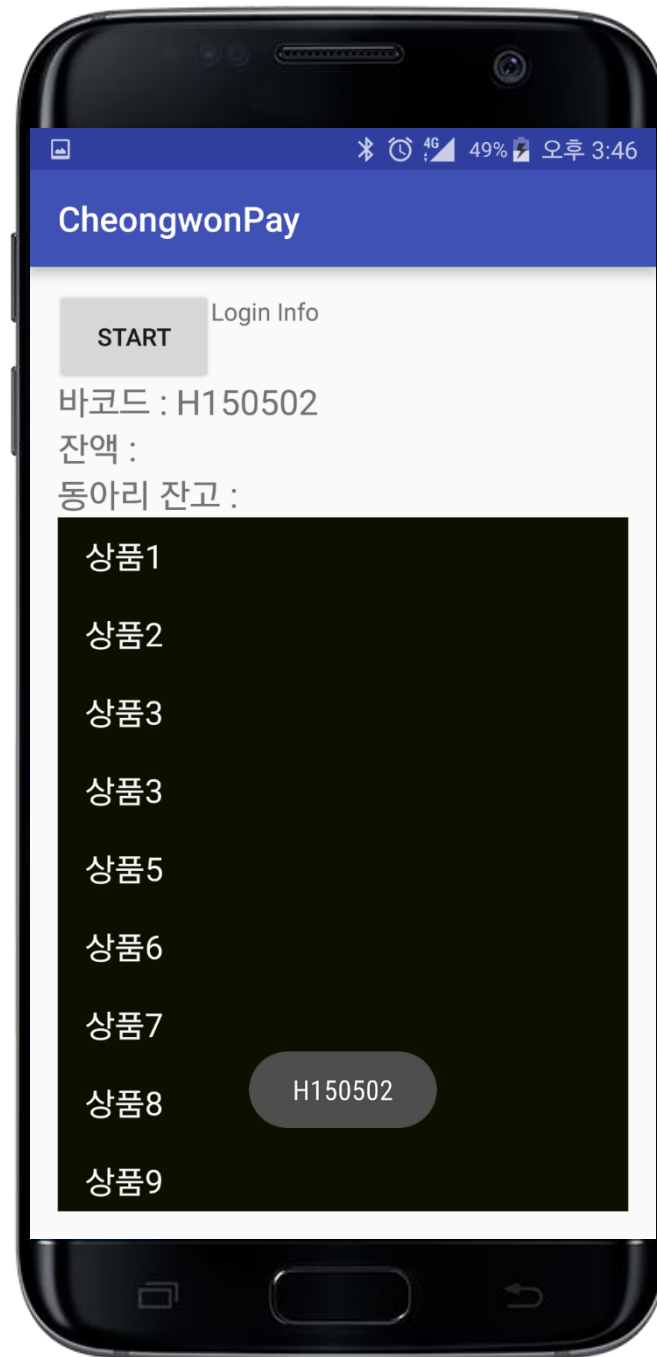 4G 49% 오후 3:46
CheongwonPay
START
Login Info
바코드 : H150502
잔액 :
동아리 잔고 :
상품1
상품2
상품3
상품3
상품5
상품6
상품7
상품8
H150502
상품9